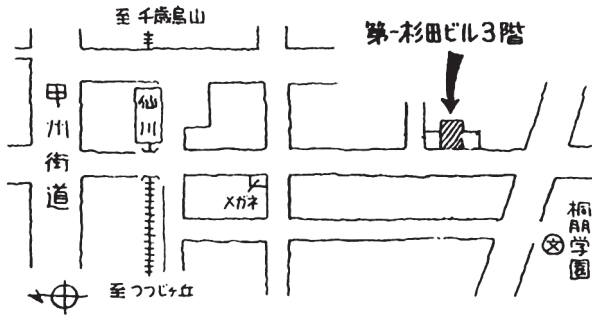 至千歳烏山
第一杉田ビル3階
甲州街道
仙川
メガネ
桐朋学園
文
至つつじヶ丘